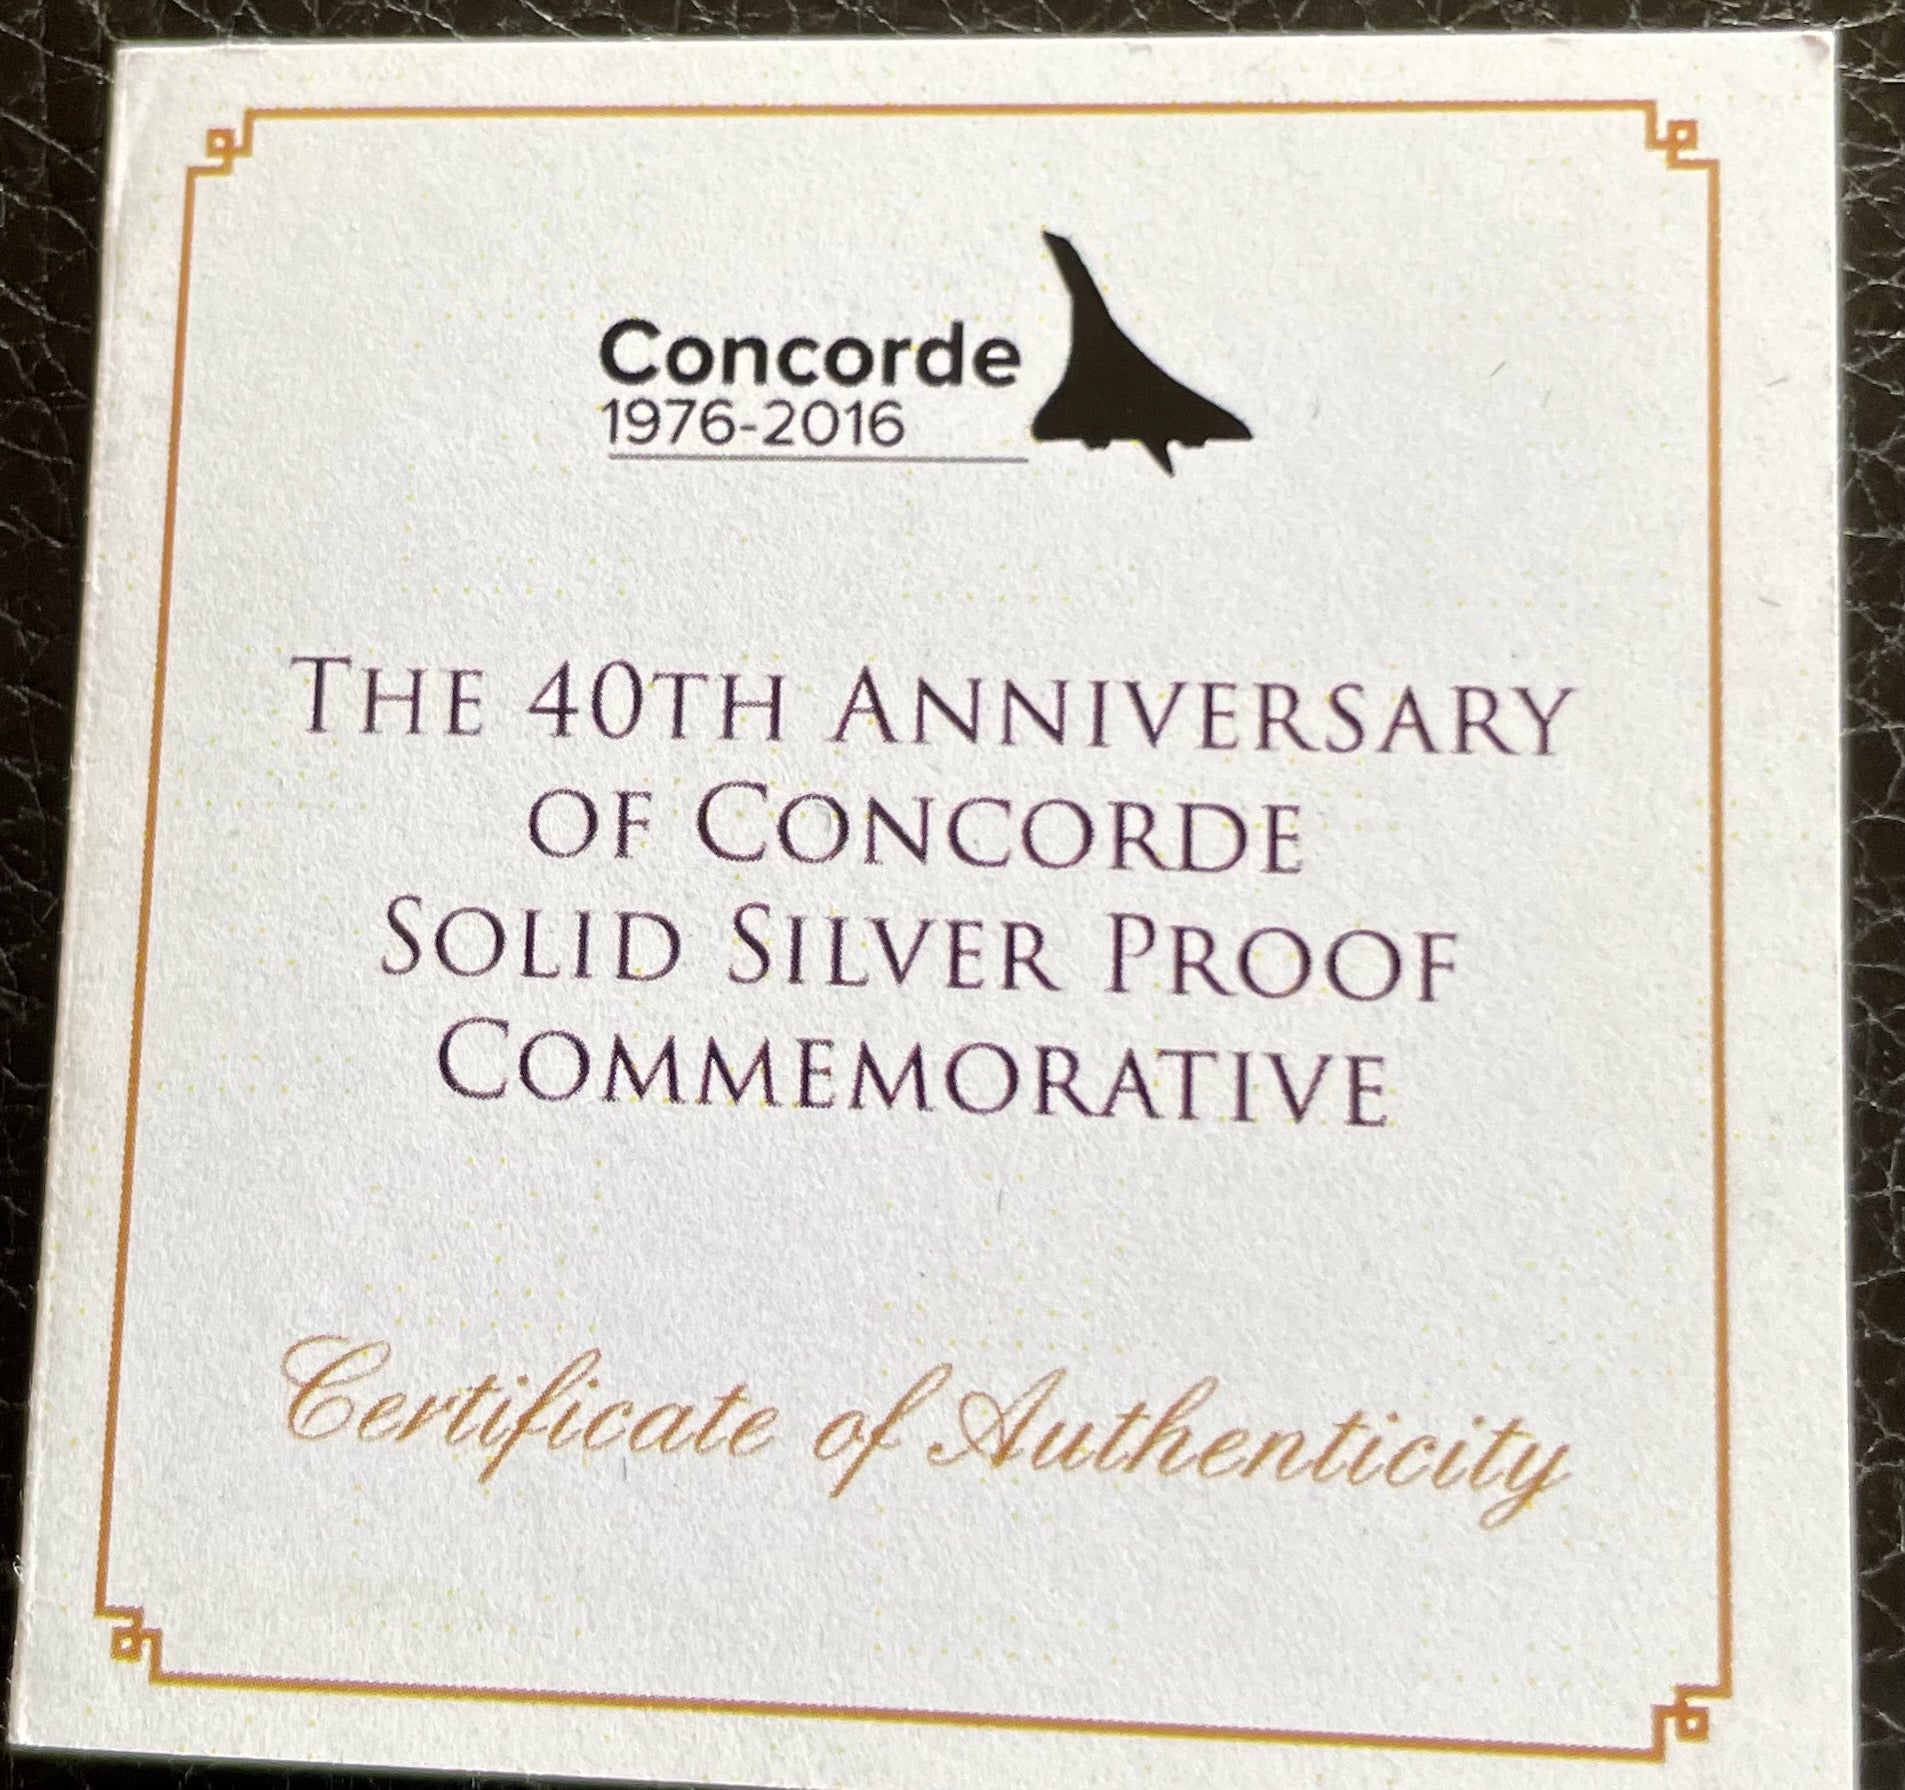 Concorde
1976-2016
THE 40TH ANNIVERSARY
OF CONCORDE
SOLID SILVER PROOF
COMMEMORATIVE
Certificate of Authenticity